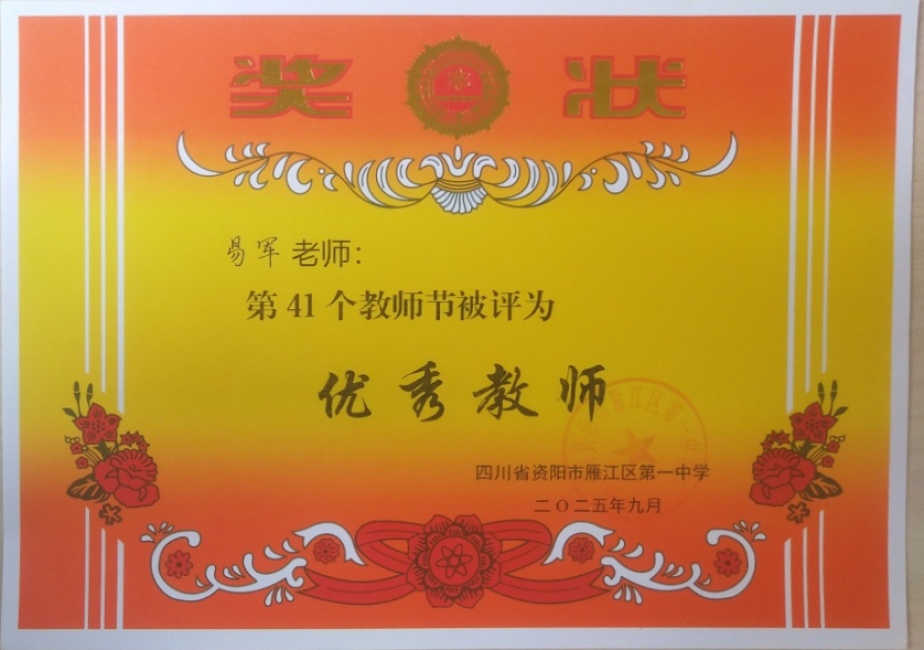 奖状
易军 老师：
第 41 个教师节被评为
优秀教师
四川省资阳市雁江区第一中学
二〇二五年九月